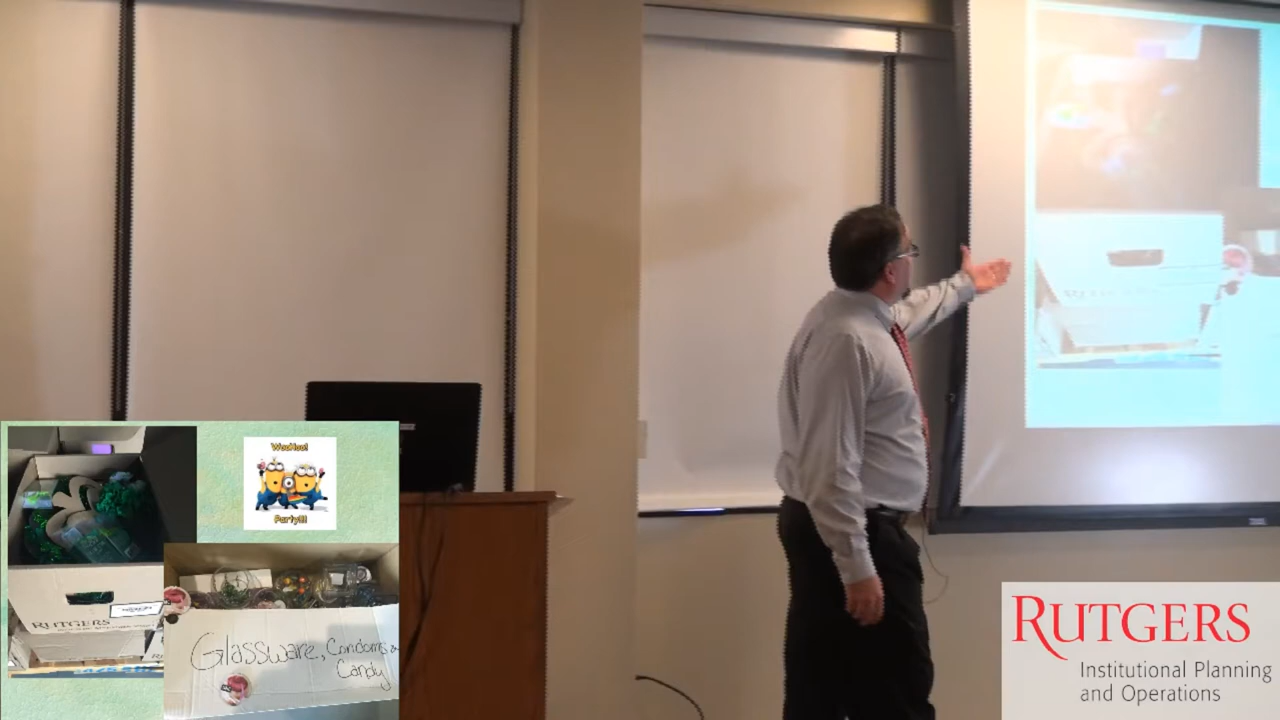 WooHoo!
Party!!!
RUTGERS
Glassware, Condoms &
Candy
RUTGERS
Institutional Planning
and Operations